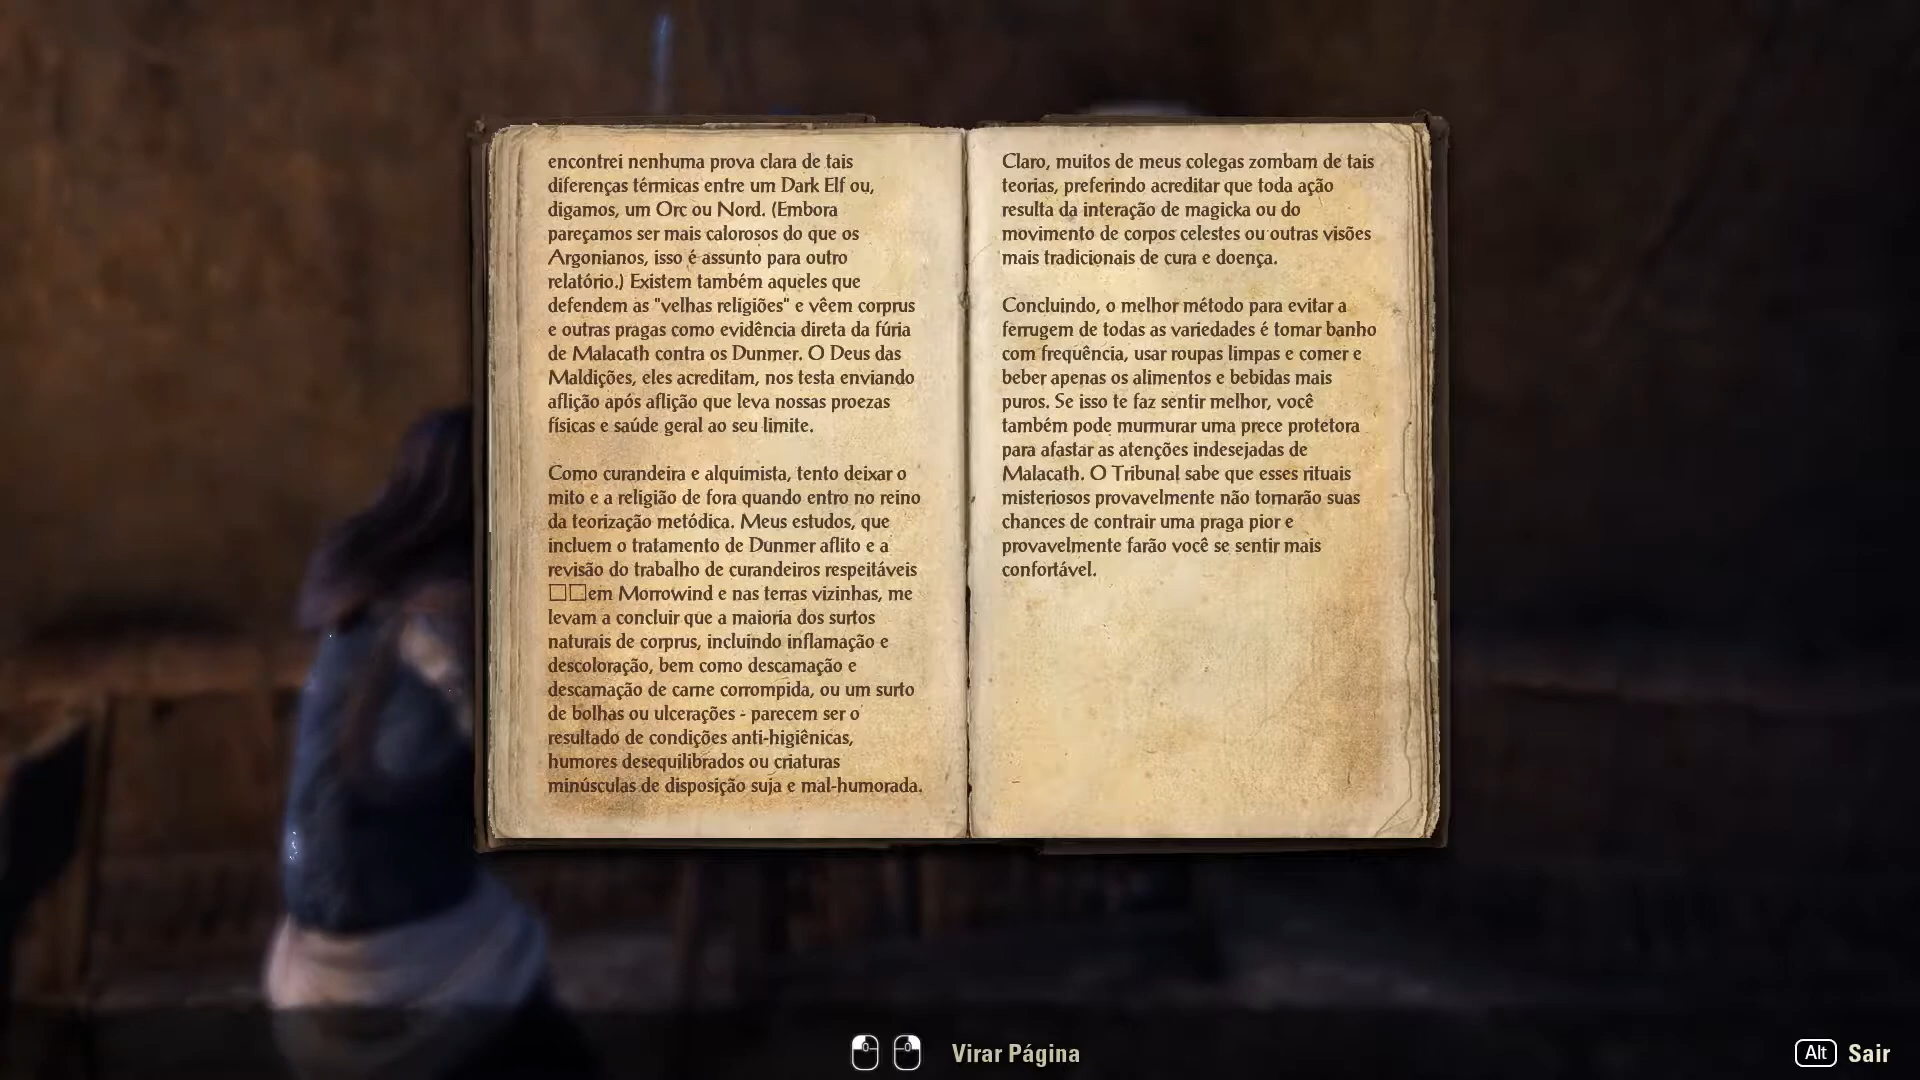 encontrei nenhuma prova clara de tais
diferenças térmicas entre um Dark Elf ou,
digamos, um Orc ou Nord. (Embora
pareçamos ser mais calorosos do que os
Argonianos, isso é assunto para outro
relatório.) Existem também aqueles que
defendem as "velhas religiões" e vêem corprus
e outras pragas como evidência direta da fúria
de Malacath contra os Dunmer. O Deus das
Maldições, eles acreditam, nos testa enviando
aflição após aflição que leva nossas proezas
físicas e saúde geral ao seu limite.
Como curandeira e alquimista, tento deixar o
mito e a religião de fora quando entro no reino
da teorização metódica. Meus estudos, que
incluem o tratamento de Dunmer aflito e a
revisão do trabalho de curandeiros respeitáveis
□□em Morrowind e nas terras vizinhas, me
levam a concluir que a maioria dos surtos
naturais de corprus, incluindo inflamação e
descoloração, bem como descamação e
descamação de carne corrompida, ou um surto
de bolhas ou ulcerações - parecem ser o
resultado de condições anti-higiênicas,
humores desequilibrados ou criaturas
minúsculas de disposição suja e mal-humorada.
Claro, muitos de meus colegas zombam de tais
teorias, preferindo acreditar que toda ação
resulta da interação de magicka ou do
movimento de corpos celestes ou outras visões
mais tradicionais de cura e doença.
Concluindo, o melhor método para evitar a
ferrugem de todas as variedades é tomar banho
com frequência, usar roupas limpas e comer e
beber apenas os alimentos e bebidas mais
puros. Se isso te faz sentir melhor, você
também pode murmurar uma prece protetora
para afastar as atenções indesejadas de
Malacath. O Tribunal sabe que esses rituais
misteriosos provavelmente não tornarão suas
chances de contrair uma praga pior e
provavelmente farão você se sentir mais
confortável.
Virar Página
Alt Sair